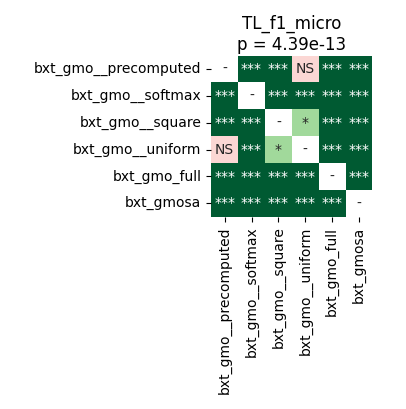 TL_f1_micro
p = 4.39e-13
bxt_gmo__precomputed - *** *** NS *** ***
bxt_gmo__softmax *** - *** *** *** ***
bxt_gmo__square *** *** - * *** ***
bxt_gmo__uniform NS *** * - *** ***
bxt_gmo_full *** *** *** *** - ***
bxt_gmosa *** *** *** *** *** -
bxt_gmo__precomputed
bxt_gmo__softmax
bxt_gmo__square
bxt_gmo__uniform
bxt_gmo_full
bxt_gmosa